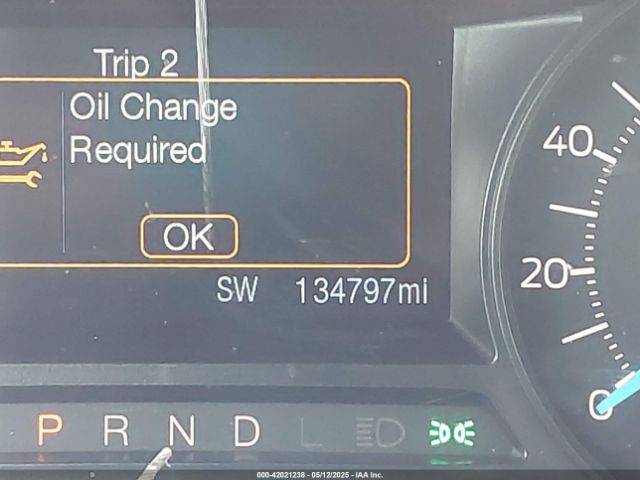 Trip 2
Oil Change
Required
OK
SW 134797mi
40
20
0
P R N D L
000-42021238 - 05/12/2025 - IAA Inc.